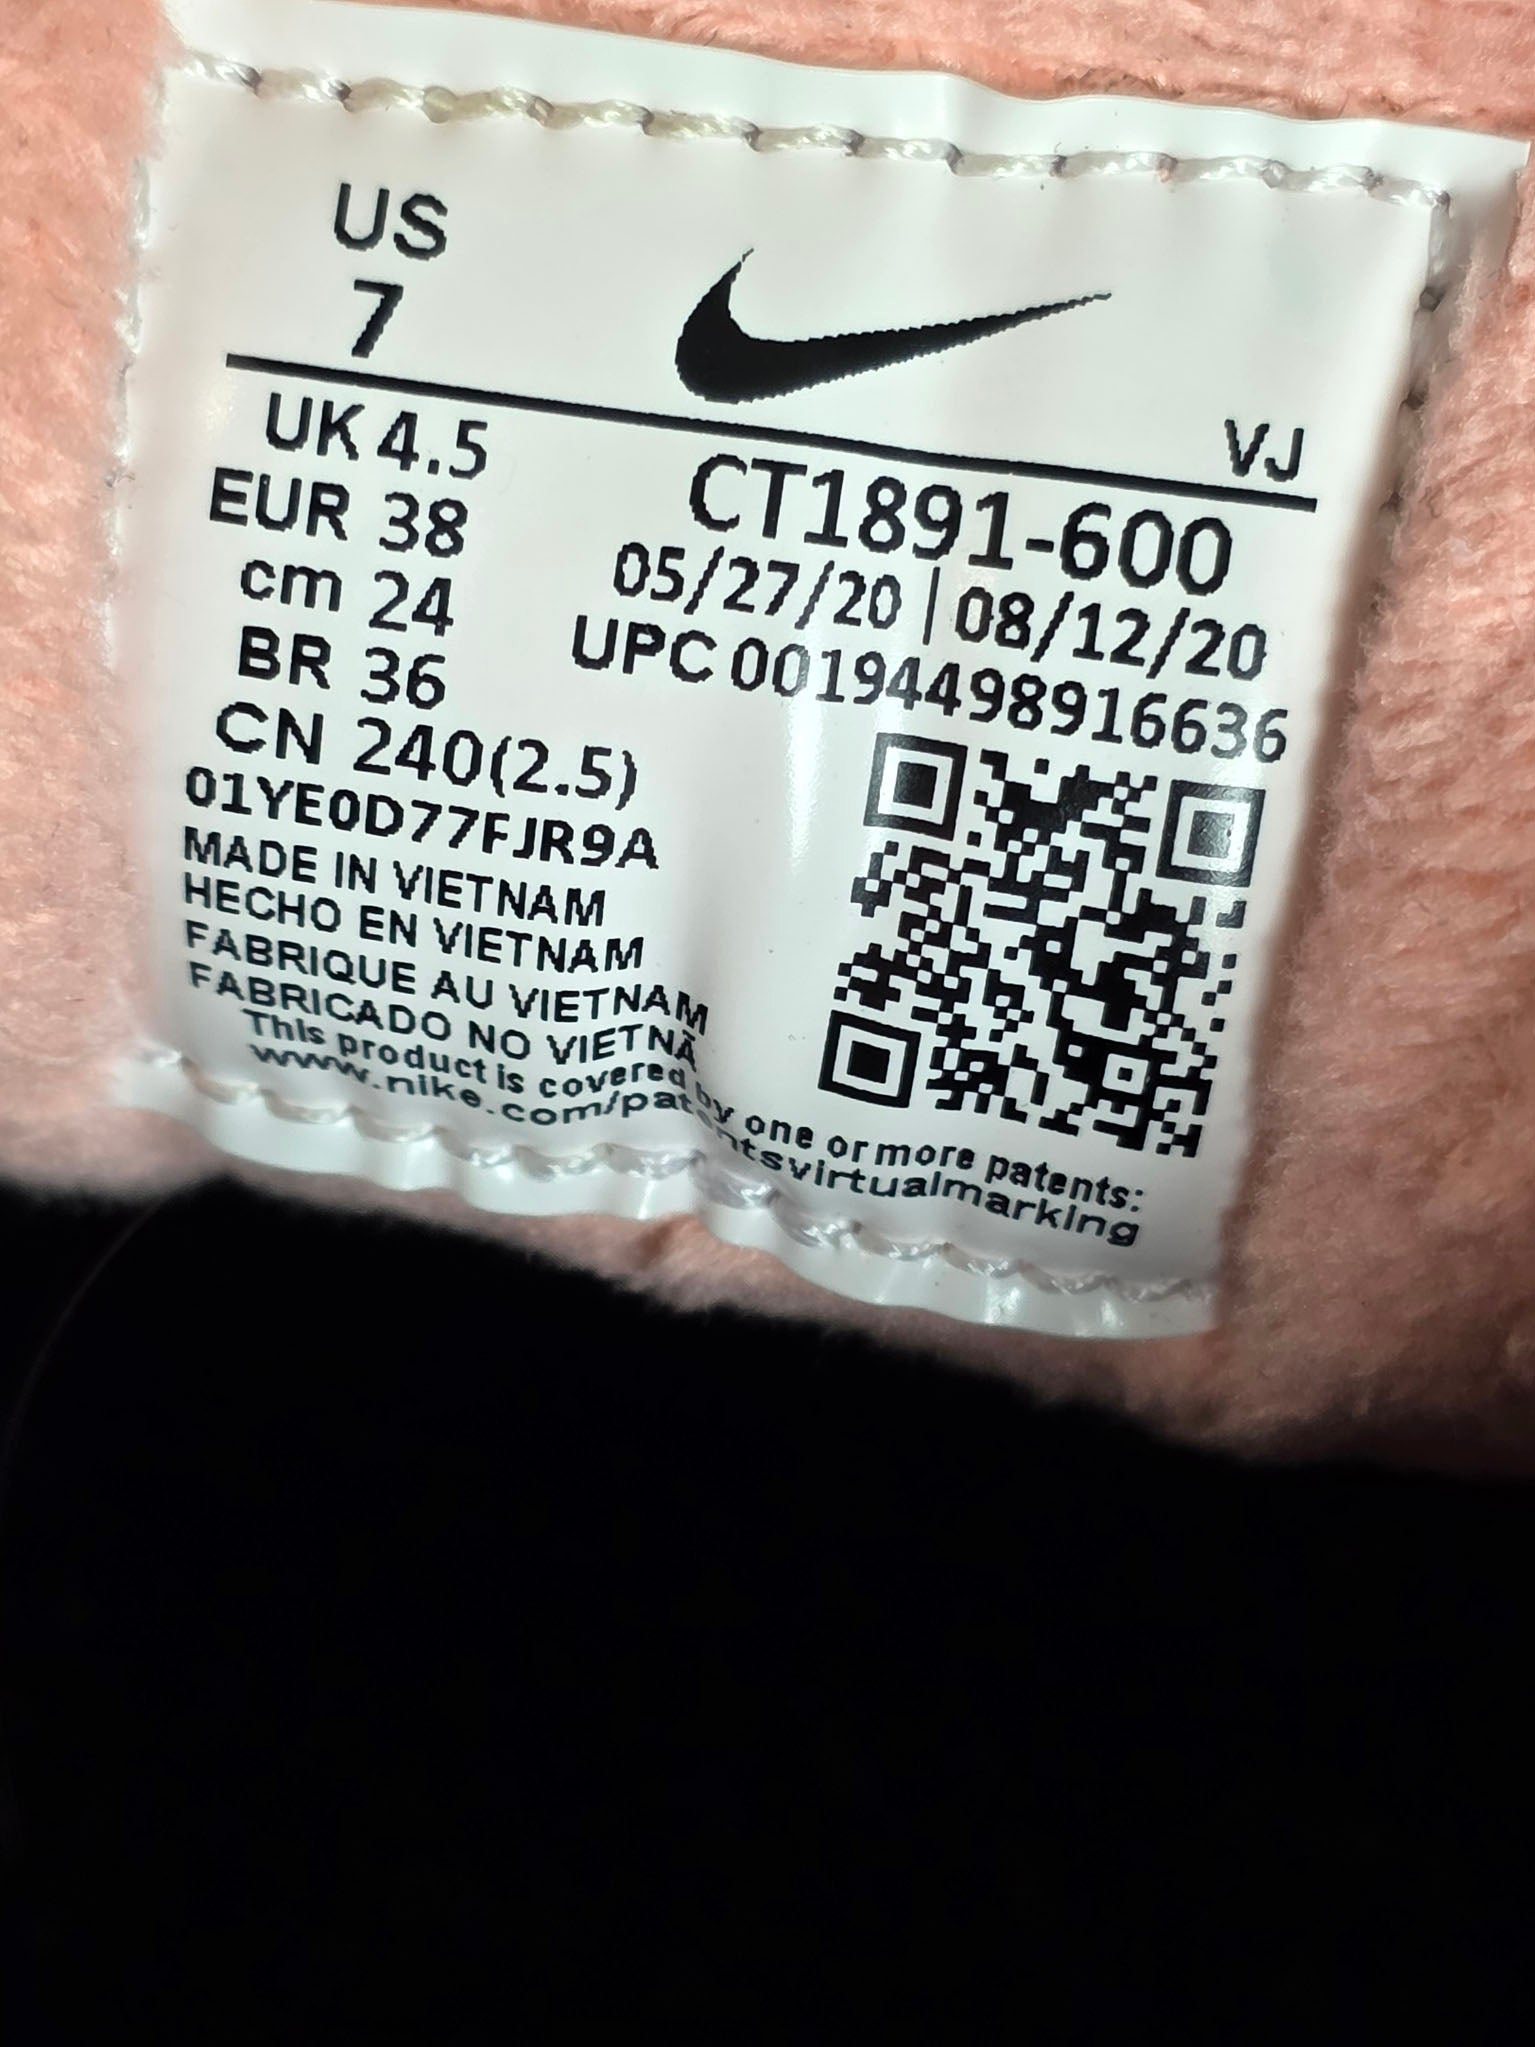 US
7
VJ
UK 4.5
EUR 38
cm 24
BR 36
CN 240(2.5)
CT1891-600
05/27/20 | 08/12/20
UPC 00194498916636
01YE0D77FJR9A
MADE IN VIETNAM
HECHO EN VIETNAM
FABRIQUE AU VIETNAM
FABRICADO NO VIETNÃ
This product is covered by one or more patents:
www.nike.com/patentsvirtualmarking